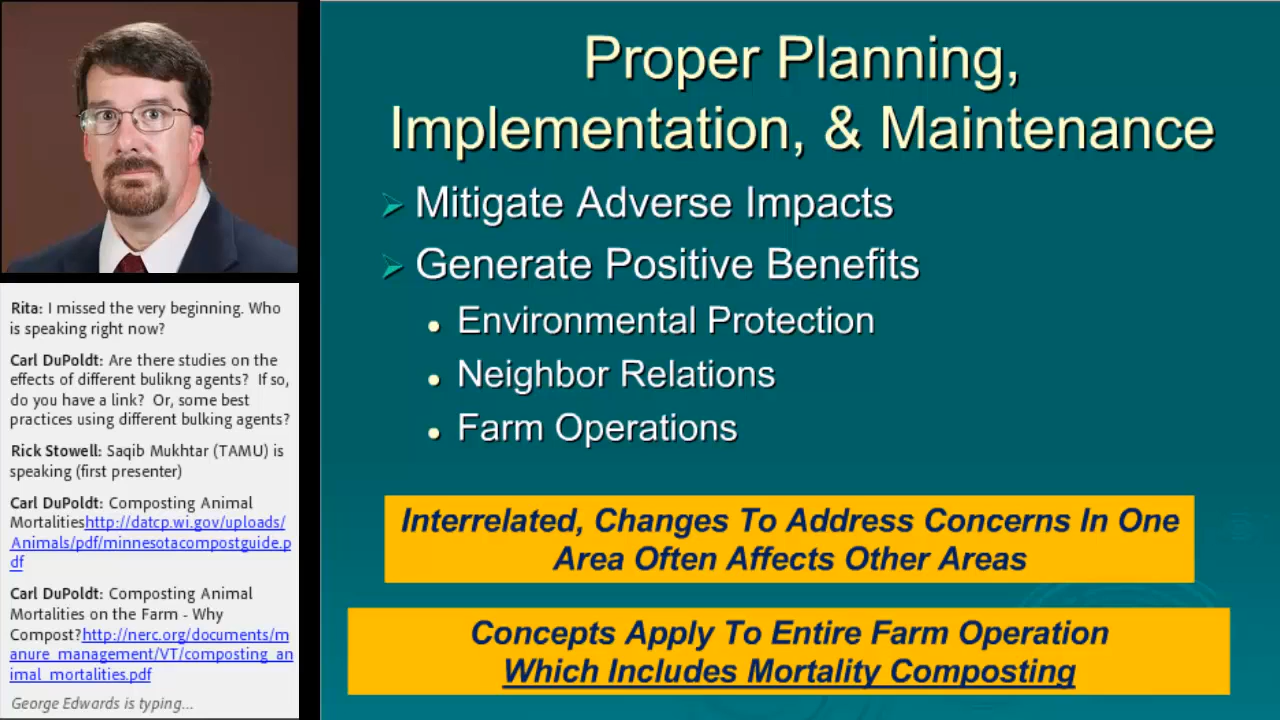 Proper Planning,
Implementation, & Maintenance
Mitigate Adverse Impacts
Generate Positive Benefits
Environmental Protection
Neighbor Relations
Farm Operations
Interrelated, Changes To Address Concerns In One
Area Often Affects Other Areas
Concepts Apply To Entire Farm Operation
Which Includes Mortality Composting
Rita: I missed the very beginning. Who
is speaking right now?
Carl DuPoldt: Are there studies on the
effects of different bulikng agents? If so,
do you have a link? Or, some best
practices using different bulking agents?
Rick Stowell: Saqib Mukhtar (TAMU) is
speaking (first presenter)
Carl DuPoldt: Composting Animal
Mortalitieshttp://datcp.wi.gov/uploads/
Animals/pdf/minnesotacompostguide.p
df
Carl DuPoldt: Composting Animal
Mortalities on the Farm - Why
Compost?http://nerc.org/documents/m
anure_management/VT/composting_an
imal_mortalities.pdf
George Edwards is typing...